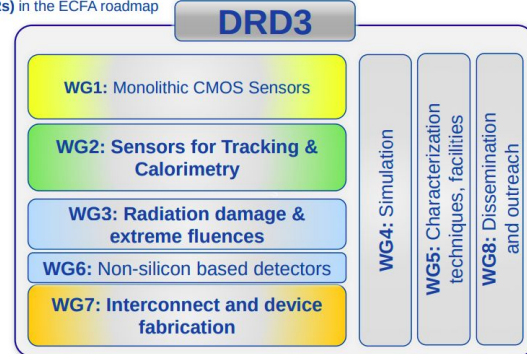 s) in the ECFA roadmap
DRD3
WG1: Monolithic CMOS Sensors
WG2: Sensors for Tracking &
Calorimetry
WG3: Radiation damage &
extreme fluences
WG6: Non-silicon based detectors
WG7: Interconnect and device
fabrication
WG4: Simulation
WG5: Characterization
techniques, facilities
WG8: Dissemination
and outreach